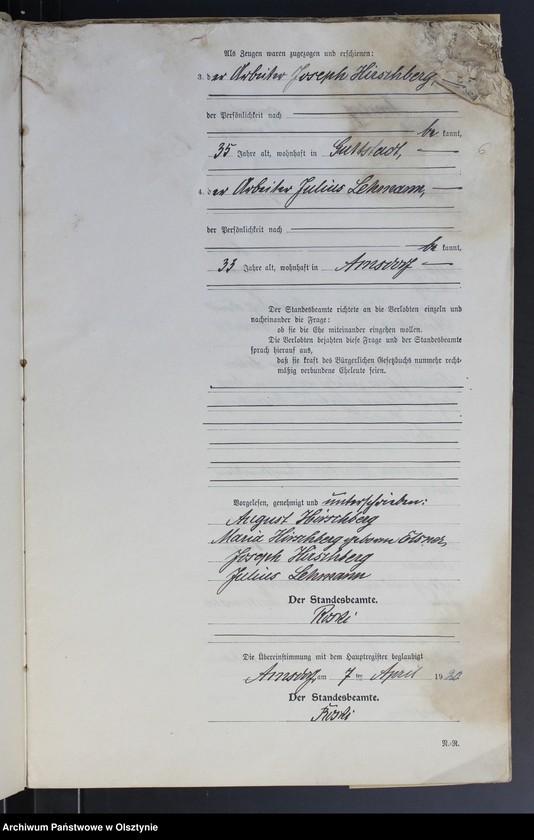 Als Zeugen waren zugezogen und erschienen:
3. der Arbeiter Joseph Hirschberg,
der Persönlichkeit nach
bekannt,
35 Jahre alt, wohnhaft in Guttstadt,
4. der Arbeiter Julius Lehmann,
der Persönlichkeit nach
bekannt,
33 Jahre alt, wohnhaft in Arnsdorf
Der Standesbeamte richtete an die Verlobten einzeln und
nacheinander die Frage:
ob sie die Ehe miteinander eingehen wollen.
Die Verlobten bejahten diese Frage und der Standesbeamte
sprach hierauf aus,
daß sie kraft des Bürgerlichen Gesetzbuchs nunmehr recht-
mäßig verbundene Eheleute seien.
Vorgelesen, genehmigt und unterschrieben:
August Hirschberg
Maria Hirschberg geborene Elsner,
Joseph Hirschberg
Julius Lehmann
Der Standesbeamte.
Roski
Die Übereinstimmung mit dem Hauptregister beglaubigt
Arnsdorf, am 7 ten April 1920
Der Standesbeamte.
Roski
N.-R.
Archiwum Państwowe w Olsztynie